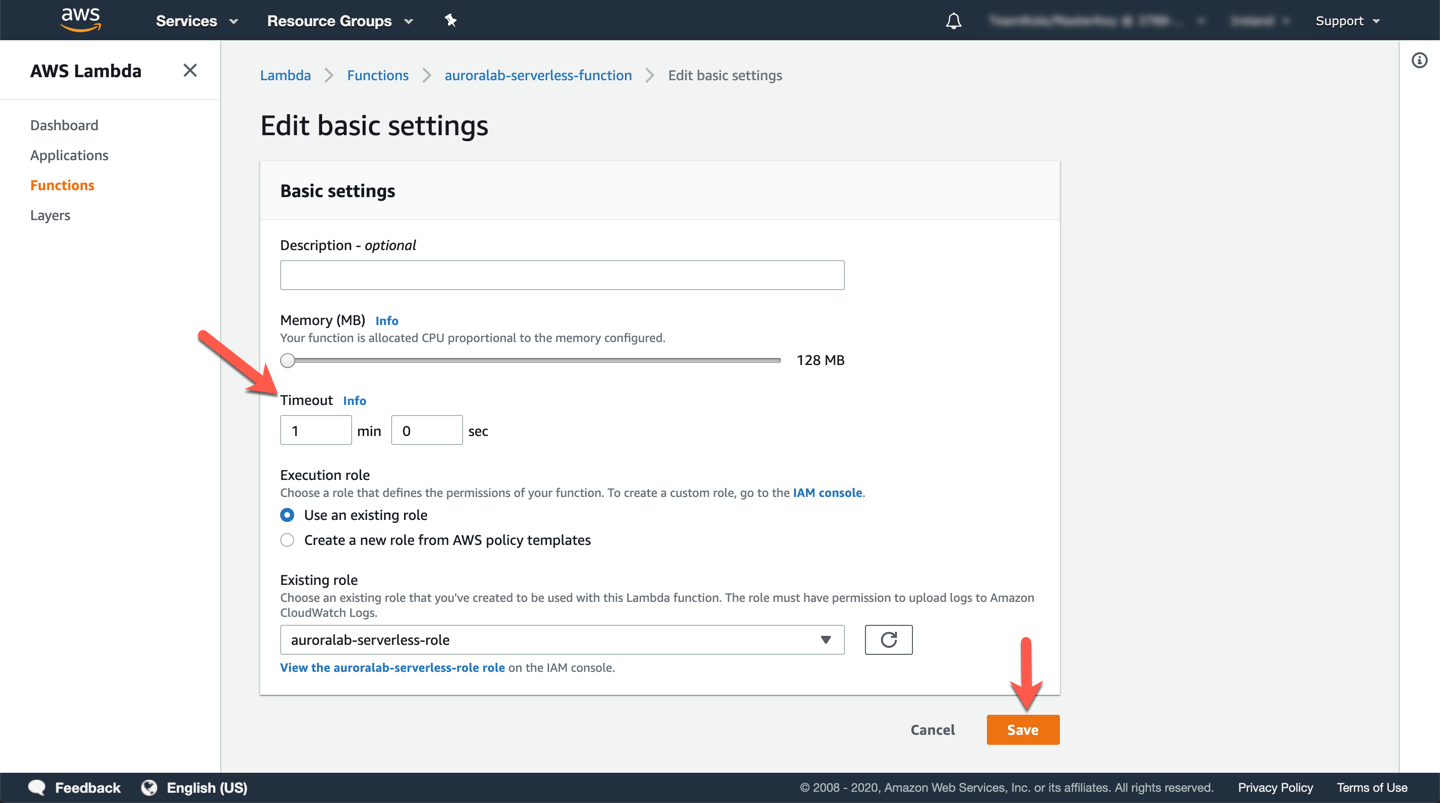 aws
Services
Resource Groups
Support
AWS Lambda
Dashboard
Applications
Functions
Layers
Lambda
Functions
auroralab-serverless-function
Edit basic settings
Edit basic settings
Basic settings
Description - optional
Memory (MB) Info
Your function is allocated CPU proportional to the memory configured.
128 MB
Timeout Info
1 min 0 sec
Execution role
Choose a role that defines the permissions of your function. To create a custom role, go to the IAM console.
Use an existing role
Create a new role from AWS policy templates
Existing role
Choose an existing role that you've created to be used with this Lambda function. The role must have permission to upload logs to Amazon
CloudWatch Logs.
auroralab-serverless-role
View the auroralab-serverless-role role on the IAM console.
Cancel
Save
Feedback
English (US)
© 2008 - 2020, Amazon Web Services, Inc. or its affiliates. All rights reserved.
Privacy Policy
Terms of Use